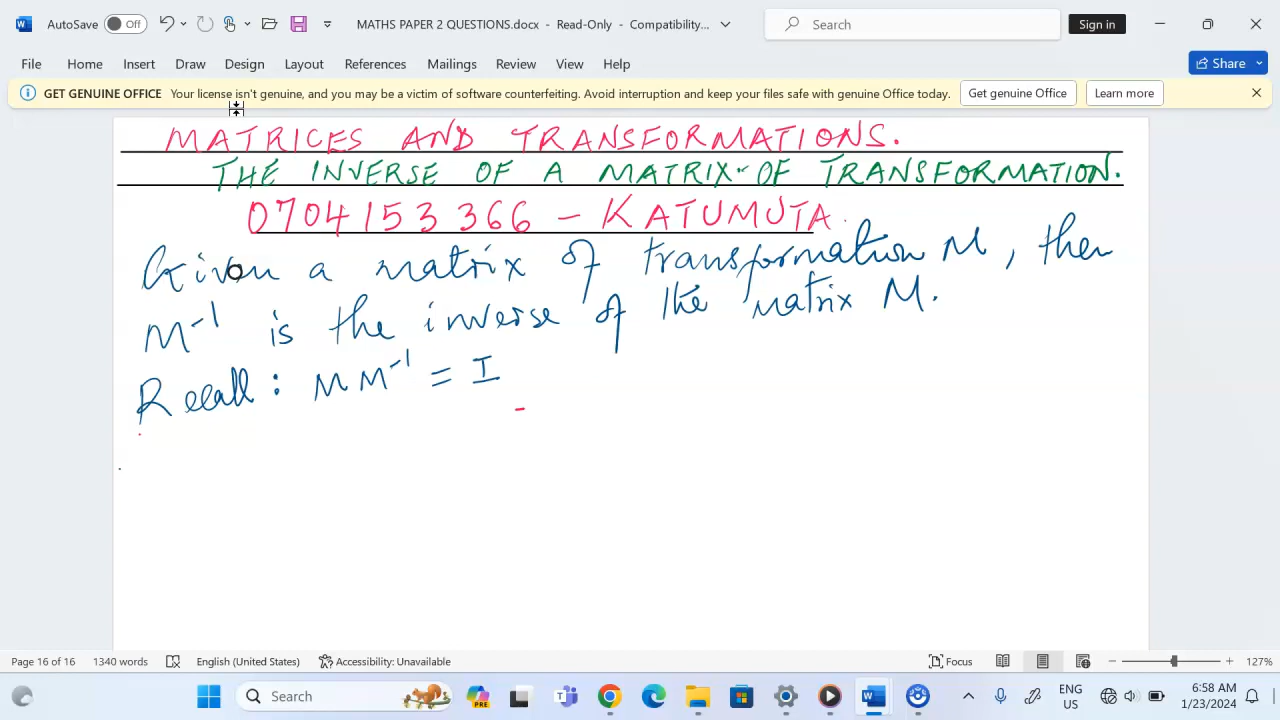 AutoSave Off MATHS PAPER 2 QUESTIONS.docx - Read-Only - Compatibility... Search Sign in
File Home Insert Draw Design Layout References Mailings Review View Help Share
GET GENUINE OFFICE Your license isn't genuine, and you may be a victim of software counterfeiting. Avoid interruption and keep your files safe with genuine Office today. Get genuine Office Learn more
MATRICES AND TRANSFORMATIONS.
THE INVERSE OF A MATRIX OF TRANSFORMATION.
0704153366 - KATUMUTA.
Given a matrix of transformation M, then
M⁻¹ is the inverse of the matrix M.
Recall: MM⁻¹ = I
Page 16 of 16 1340 words English (United States) Accessibility: Unavailable Focus 127%
Search PRE ENG US 6:58 AM 1/23/2024